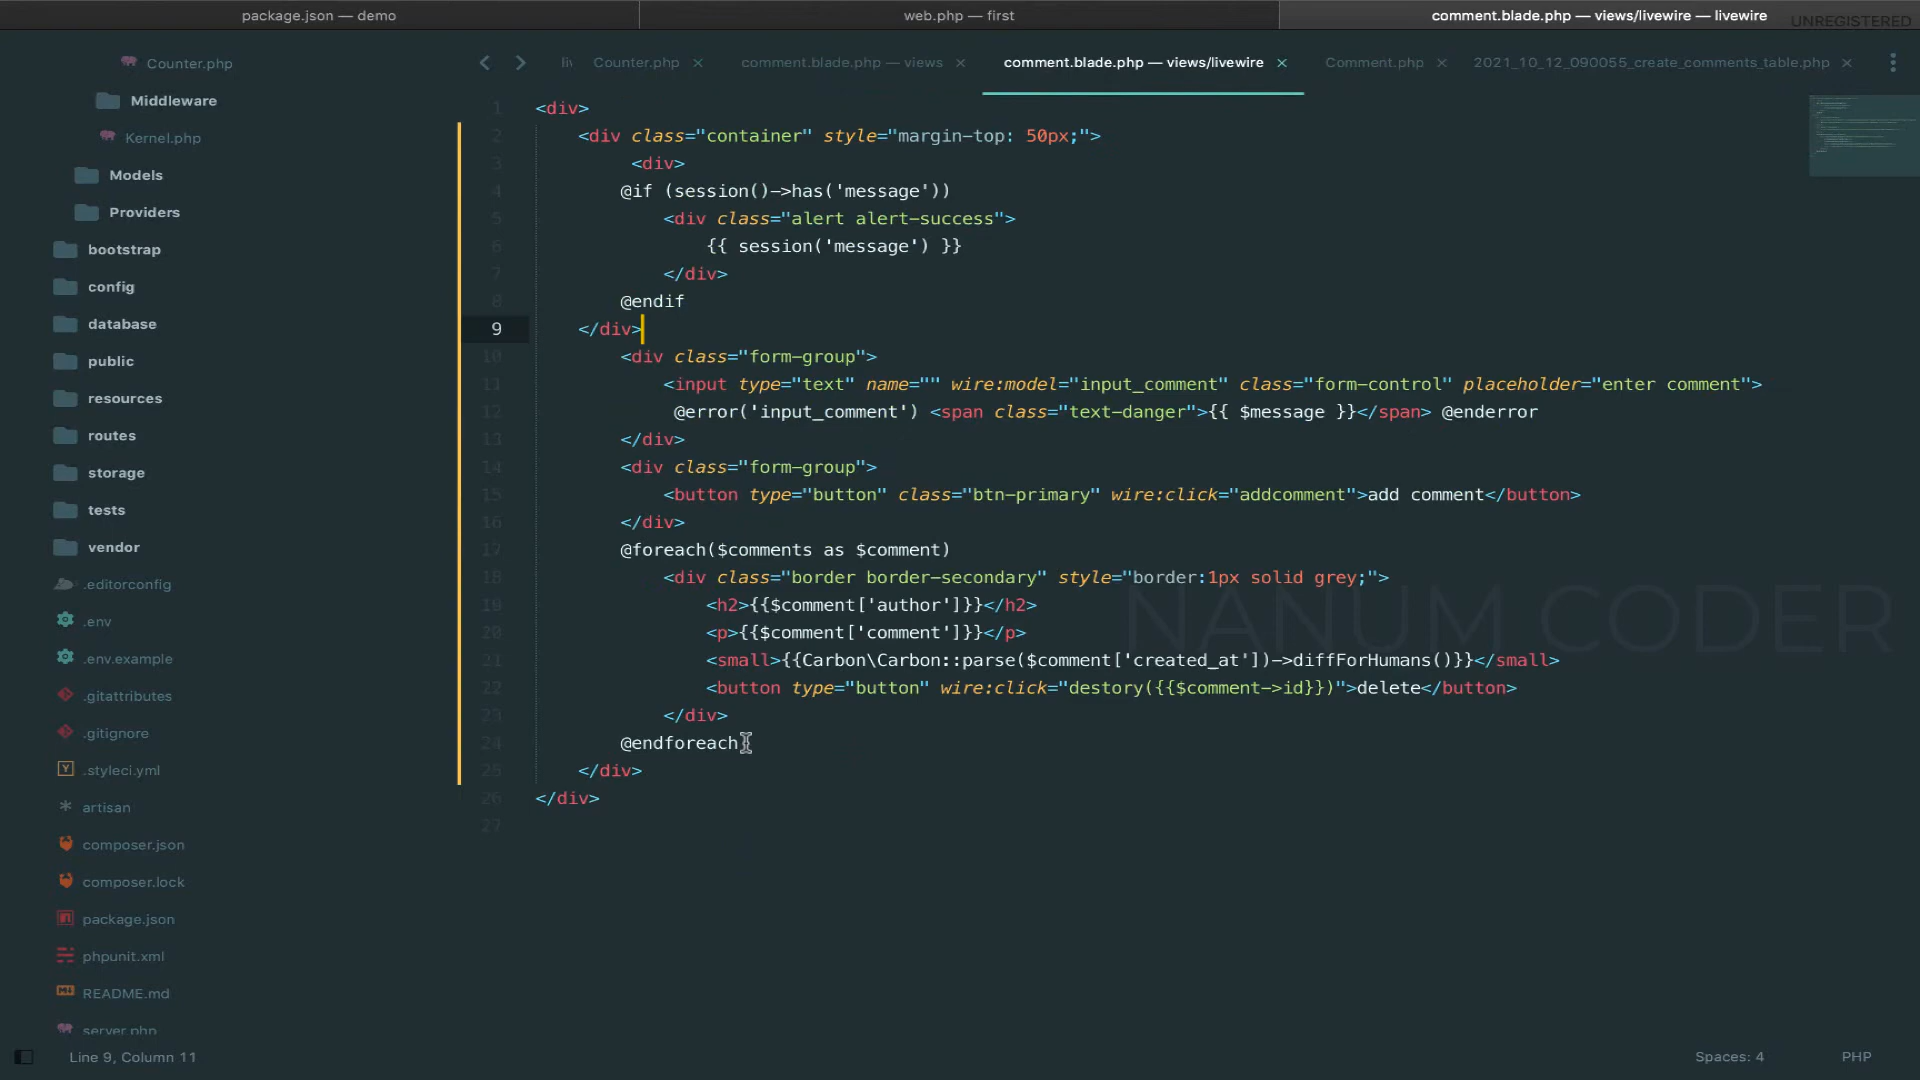 package.json — demo
web.php — first
comment.blade.php — views/livewire — livewire
UNREGISTERED
Counter.php
Middleware
Kernel.php
Models
Providers
bootstrap
config
database
public
resources
routes
storage
tests
vendor
.editorconfig
.env
.env.example
.gitattributes
.gitignore
.styleci.yml
artisan
composer.json
composer.lock
package.json
phpunit.xml
README.md
server.php
Counter.php
comment.blade.php — views
comment.blade.php — views/livewire
Comment.php
2021_10_12_090055_create_comments_table.php
1 <div>
2 <div class="container" style="margin-top: 50px;">
3 <div>
4 @if (session()->has('message'))
5 <div class="alert alert-success">
6 {{ session('message') }}
7 </div>
8 @endif
9 </div>
10 <div class="form-group">
11 <input type="text" name="" wire:model="input_comment" class="form-control" placeholder="enter comment">
12 @error('input_comment') <span class="text-danger">{{ $message }}</span> @enderror
13 </div>
14 <div class="form-group">
15 <button type="button" class="btn-primary" wire:click="addcomment">add comment</button>
16 </div>
17 @foreach($comments as $comment)
18 <div class="border border-secondary" style="border:1px solid grey;">
19 <h2>{{$comment['author']}}</h2>
20 <p>{{$comment['comment']}}</p>
21 <small>{{Carbon\Carbon::parse($comment['created_at'])->diffForHumans()}}</small>
22 <button type="button" wire:click="destory({{$comment->id}})">delete</button>
23 </div>
24 @endforeach
25 </div>
26 </div>
27
NANUM CODER
Line 9, Column 11
Spaces: 4
PHP